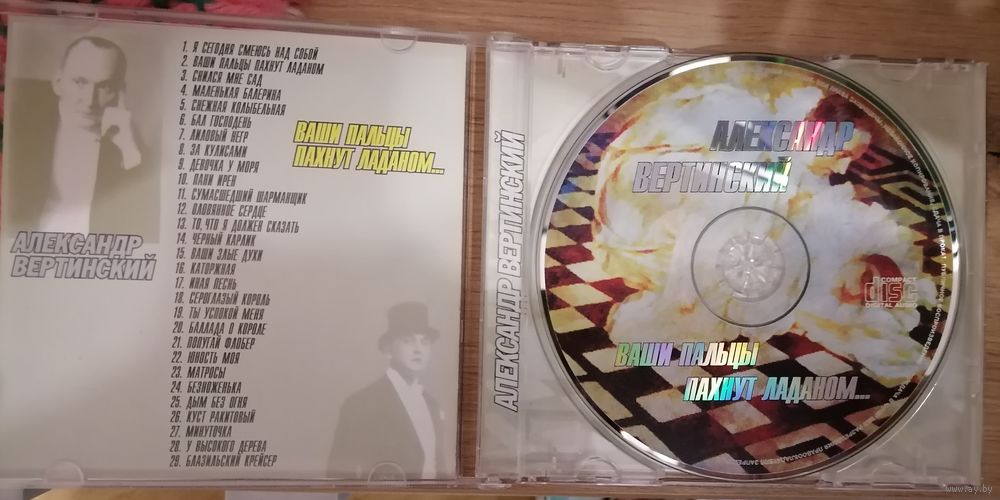 1. Я СЕГОДНЯ СМЕЮСЬ НАД СОБОЙ
2. ВАШИ ПАЛЬЦЫ ПАХНУТ ЛАДАНОМ
3. СНИЛСЯ МНЕ САД
4. МАЛЕНЬКАЯ БАЛЕРИНА
5. СНЕЖНАЯ КОЛЫБЕЛЬНАЯ
6. БАЛ ГОСПОДЕНЬ
7. ЛИЛОВЫЙ НЕГР
8. ЗА КУЛИСАМИ
9. ДЕВОЧКА У МОРЯ
10. ПАНИ ИРЕН
11. СУМАСШЕДШИЙ ШАРМАНЩИК
12. ОЛОВЯННОЕ СЕРДЦЕ
13. ТО, ЧТО Я ДОЛЖЕН СКАЗАТЬ
14. ЧЕРНЫЙ КАРЛИК
15. ВАШИ ЗЛЫЕ ДУХИ
16. КАТОРЖНАЯ
17. ИНАЯ ПЕСНЬ
18. СЕРОГЛАЗЫЙ КОРОЛЬ
19. ТЫ УСПОКОЙ МЕНЯ
20. БАЛЛАДА О КОРОЛЕ
21. ПОПУГАЙ ФЛОБЕР
22. ЮНОСТЬ МОЯ
23. МАТРОСЫ
24. БЕЗНОЖЕНЬКА
25. ДЫМ БЕЗ ОГНЯ
26. КУСТ РАКИТОВЫЙ
27. МИНУТОЧКА
28. У ВЫСОКОГО ДЕРЕВА
29. БЛАЗИЛЬСКИЙ КРЕЙСЕР
ВАШИ ПАЛЬЦЫ
ПАХНУТ ЛАДАНОМ...
АЛЕКСАНДР
ВЕРТИНСКИЙ
АЛЕКСАНДР ВЕРТИНСКИЙ
АЛЕКСАНДР
ВЕРТИНСКИЙ
COMPACT
disc
DIGITAL AUDIO
ВАШИ ПАЛЬЦЫ
ПАХНУТ ЛАДАНОМ...
www.ay.by